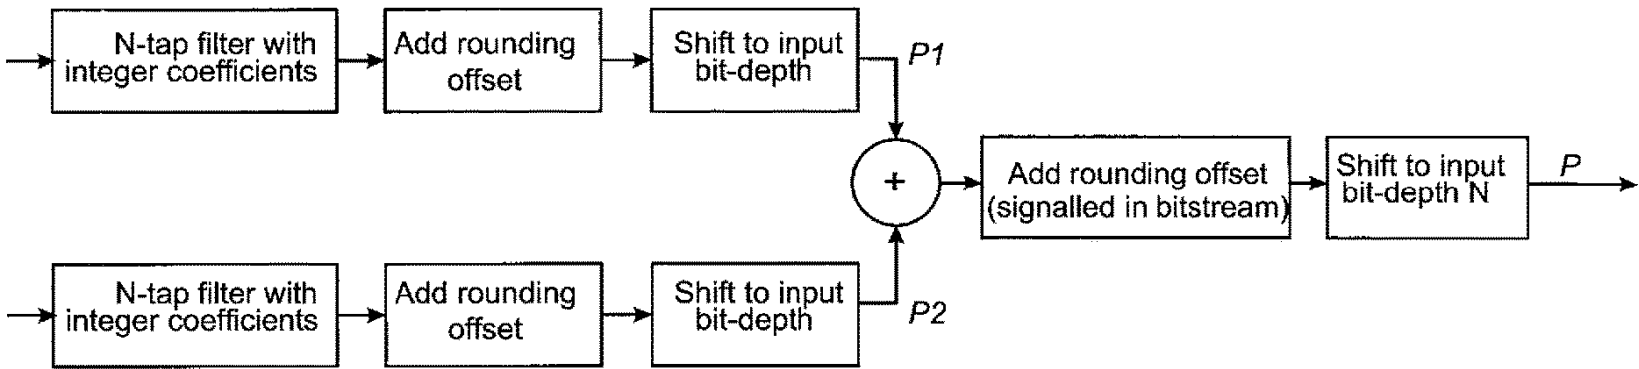 N-tap filter with
integer coefficients
Add rounding
offset
Shift to input
bit-depth
P1
+
Add rounding offset
(signalled in bitstream)
Shift to input
bit-depth N
P
N-tap filter with
integer coefficients
Add rounding
offset
Shift to input
bit-depth
P2